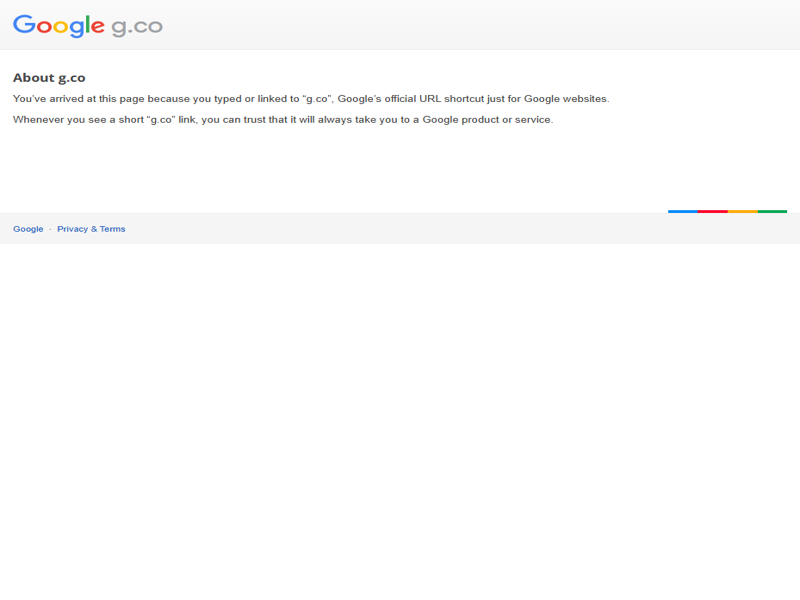 Google g.co
About g.co
You’ve arrived at this page because you typed or linked to “g.co”, Google’s official URL shortcut just for Google websites.
Whenever you see a short “g.co” link, you can trust that it will always take you to a Google product or service.
Google · Privacy & Terms